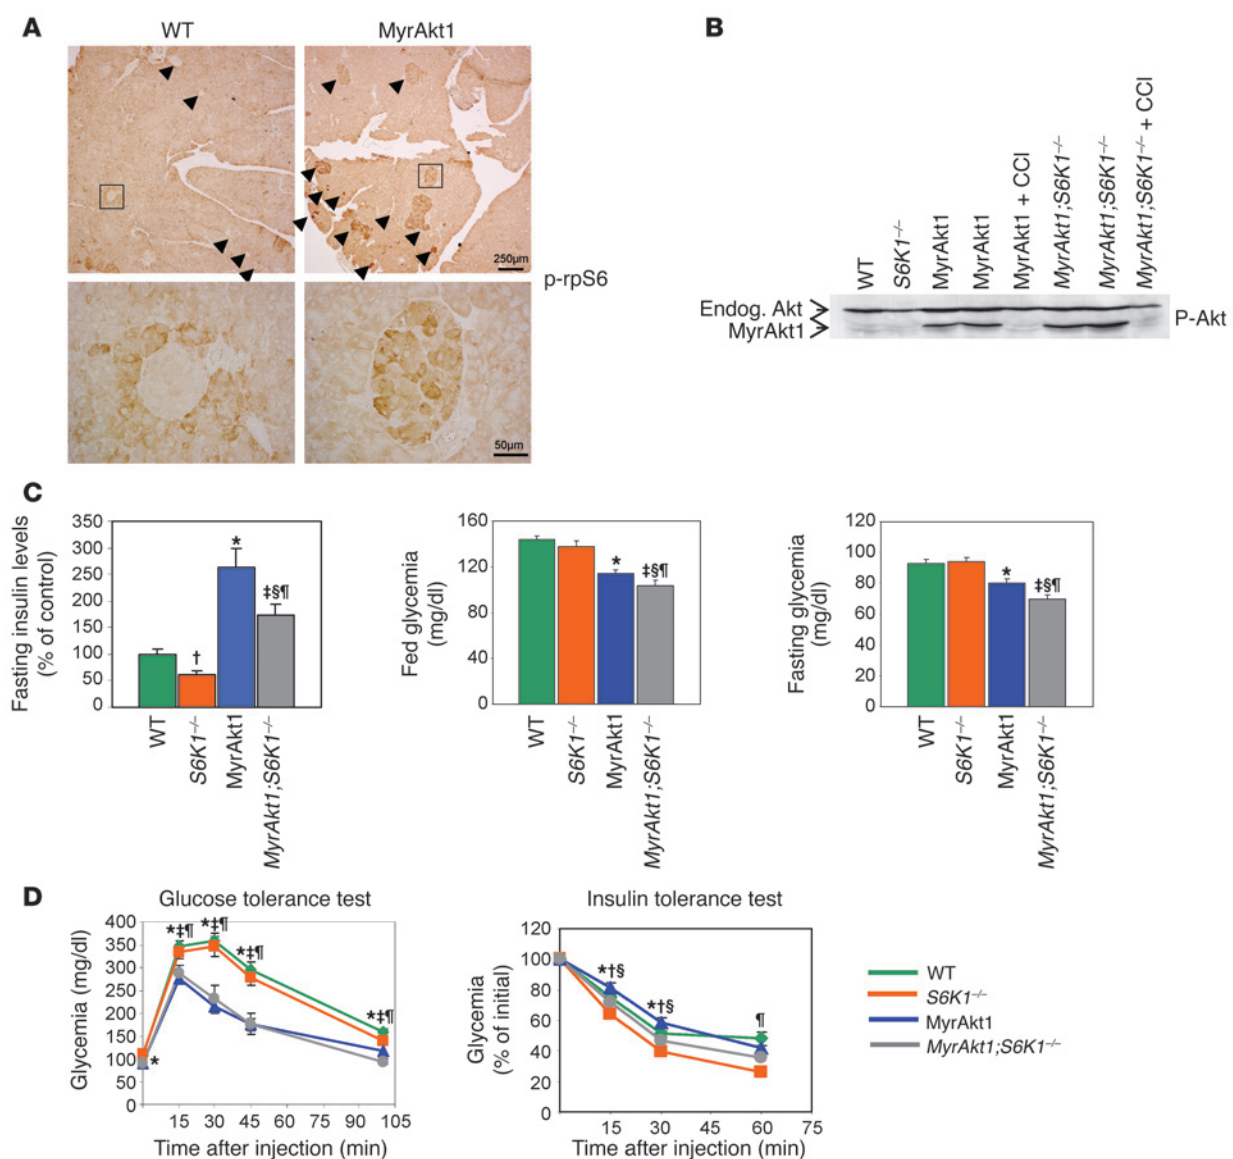 A
WT
MyrAkt1
250µm
50µm
p-rpS6
B
WT
S6K1–/–
MyrAkt1
MyrAkt1
MyrAkt1 + CCI
MyrAkt1;S6K1–/–
MyrAkt1;S6K1–/–
MyrAkt1;S6K1–/– + CCI
Endog. Akt
MyrAkt1
P-Akt
C
Fasting insulin levels
(% of control)
350
300
250
200
150
100
50
0
†
*
‡§¶
WT
S6K1–/–
MyrAkt1
MyrAkt1;S6K1–/–
Fed glycemia
(mg/dl)
160
120
80
40
0
*
‡§¶
WT
S6K1–/–
MyrAkt1
MyrAkt1;S6K1–/–
Fasting glycemia
(mg/dl)
120
100
80
60
40
20
0
*
‡§¶
WT
S6K1–/–
MyrAkt1
MyrAkt1;S6K1–/–
D
Glucose tolerance test
Glycemia (mg/dl)
400
350
300
250
200
150
100
50
0
*
*‡¶
*‡¶
*‡¶
*‡¶
15 30 45 60 75 90 105
Time after injection (min)
Insulin tolerance test
Glycemia
(% of initial)
120
100
80
60
40
20
0
*†§
*†§
¶
15 30 45 60 75
Time after injection (min)
WT
S6K1–/–
MyrAkt1
MyrAkt1;S6K1–/–